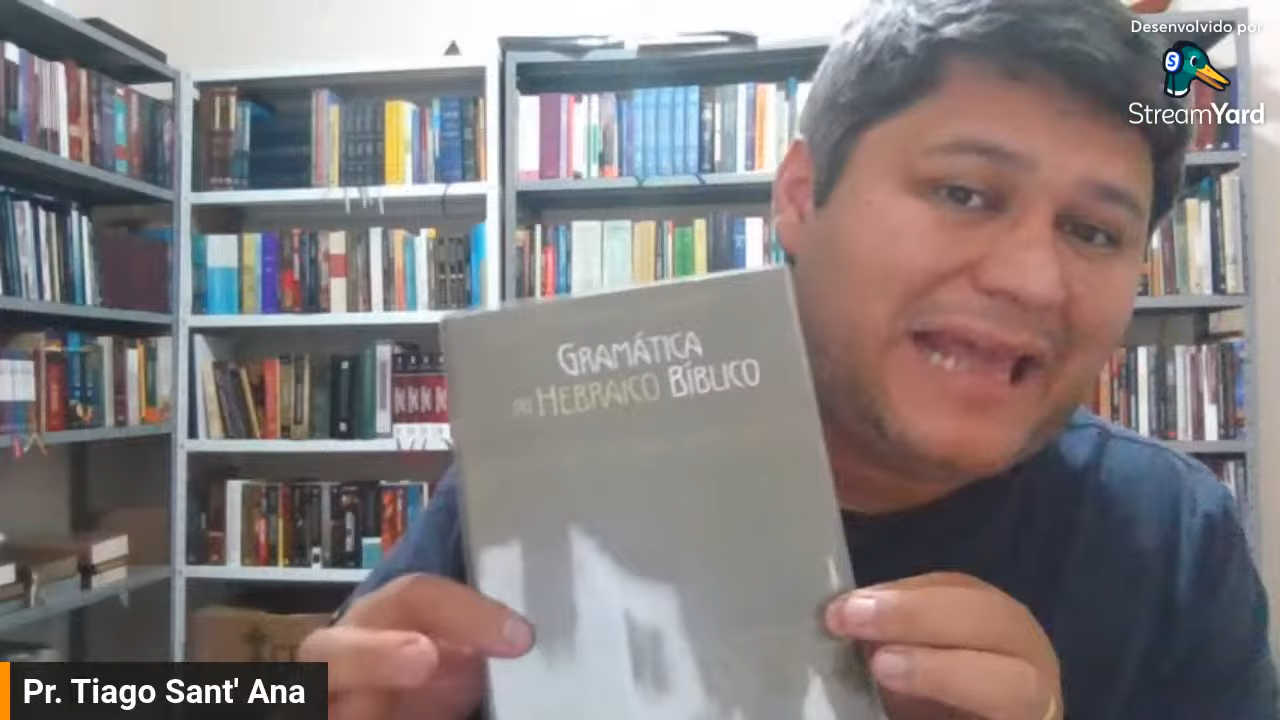 Desenvolvido por
StreamYard
GRAMÁTICA
DO HEBRAICO BÍBLICO
Pr. Tiago Sant' Ana